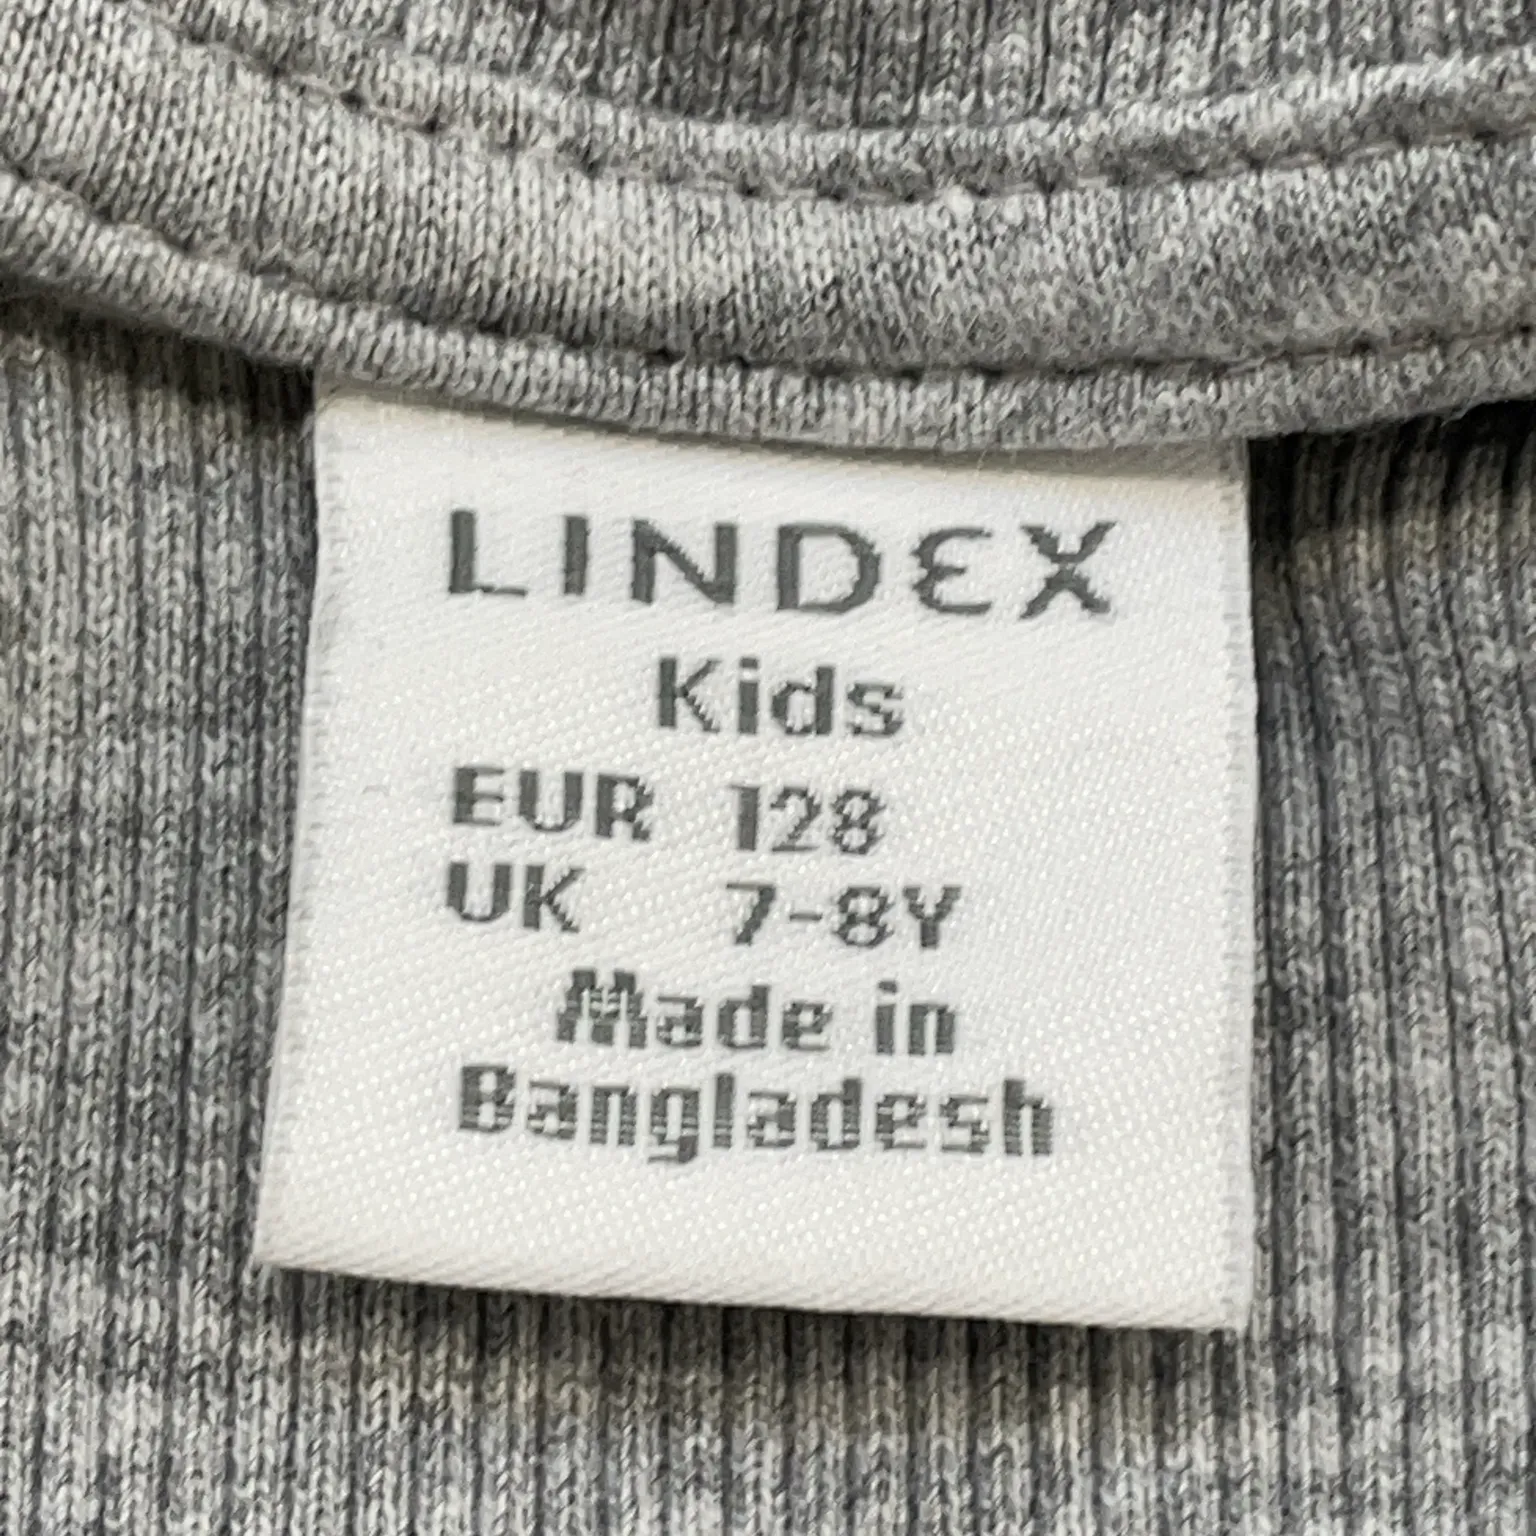 LINDEX
Kids
EUR 128
UK 7-8Y
Made in
Bangladesh